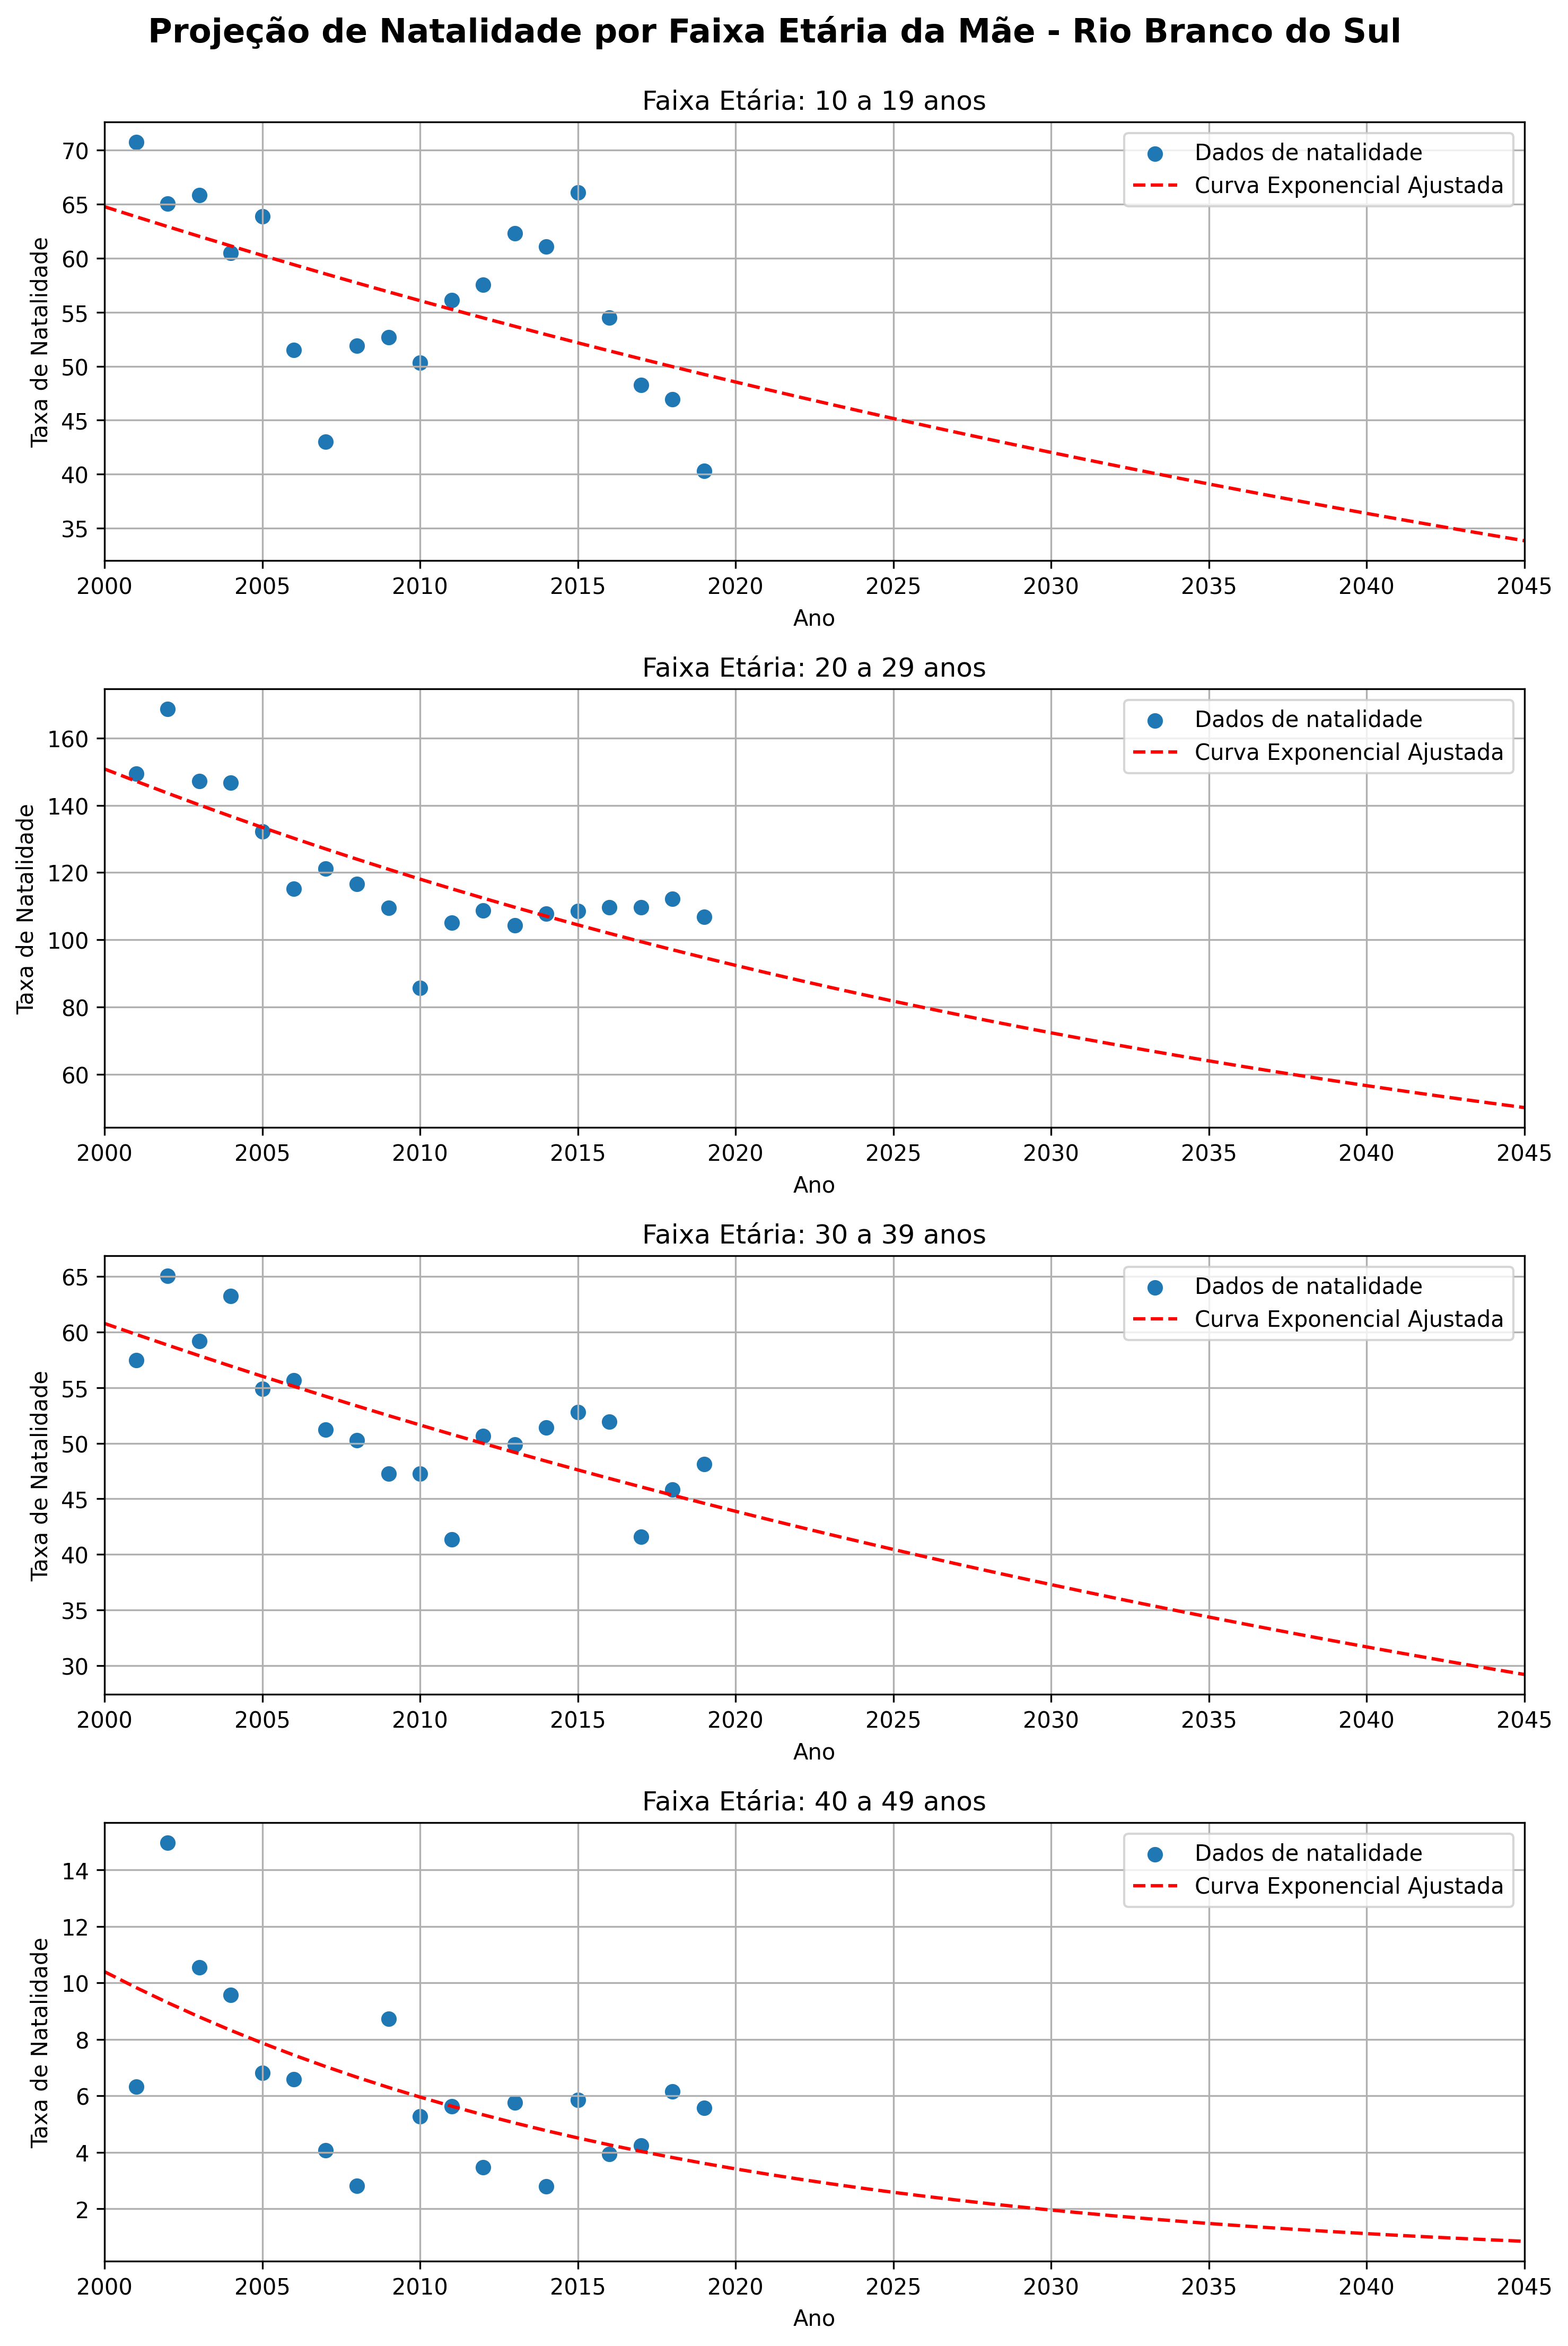 Projeção de Natalidade por Faixa Etária da Mãe - Rio Branco do Sul
Faixa Etária: 10 a 19 anos
Taxa de Natalidade
70
65
60
55
50
45
40
35
Dados de natalidade
Curva Exponencial Ajustada
2000 2005 2010 2015 2020 2025 2030 2035 2040 2045
Ano
Faixa Etária: 20 a 29 anos
Taxa de Natalidade
160
140
120
100
80
60
Dados de natalidade
Curva Exponencial Ajustada
2000 2005 2010 2015 2020 2025 2030 2035 2040 2045
Ano
Faixa Etária: 30 a 39 anos
Taxa de Natalidade
65
60
55
50
45
40
35
30
Dados de natalidade
Curva Exponencial Ajustada
2000 2005 2010 2015 2020 2025 2030 2035 2040 2045
Ano
Faixa Etária: 40 a 49 anos
Taxa de Natalidade
14
12
10
8
6
4
2
Dados de natalidade
Curva Exponencial Ajustada
2000 2005 2010 2015 2020 2025 2030 2035 2040 2045
Ano